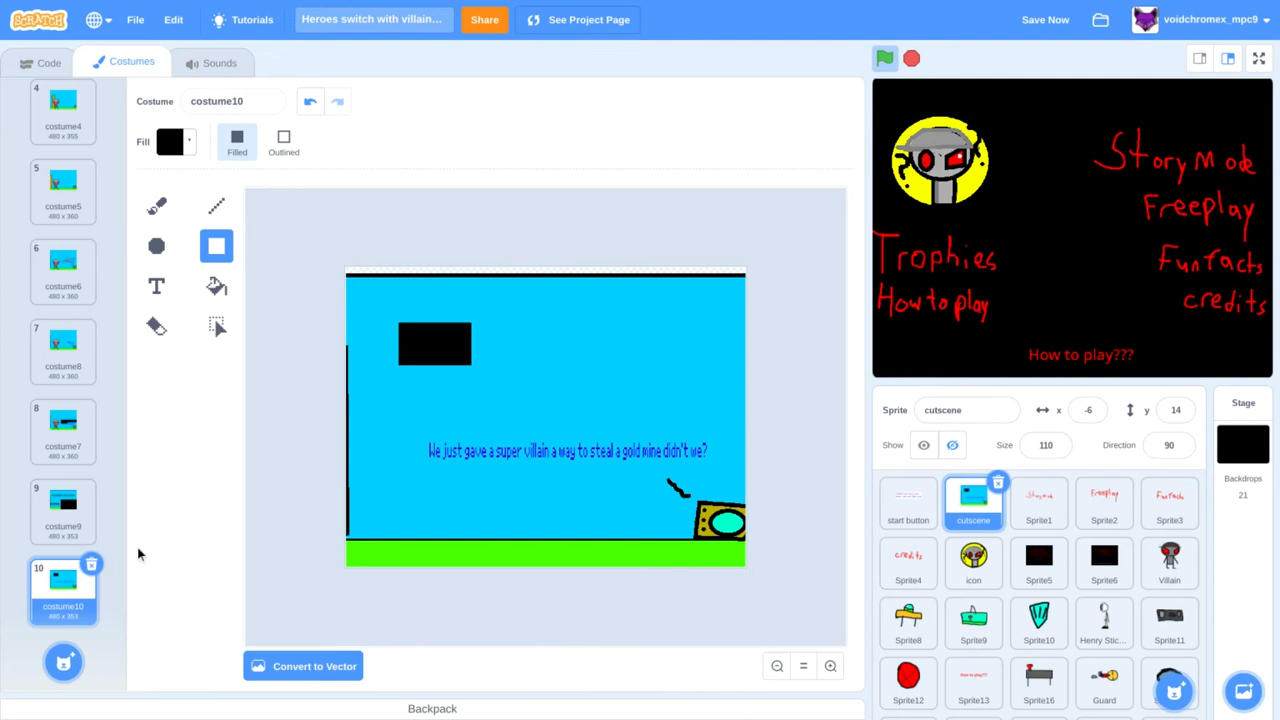 SCRATCH
File
Edit
Tutorials
Heroes switch with villain...
Share
See Project Page
Save Now
voidchromex_mpc9
Code
Costumes
Sounds
4
costume4
480 x 355
5
costume5
480 x 360
6
costume6
480 x 360
7
costume8
480 x 360
8
costume7
480 x 360
9
costume9
480 x 353
10
costume10
480 x 353
Costume
costume10
Fill
Filled
Outlined
We just gave a super villain a way to steal a gold mine didn't we?
Convert to Vector
Backpack
Story Mode
Freeplay
Trophies
Funfacts
How to play
credits
How to play???
Sprite
cutscene
x
-6
y
14
Show
Size
110
Direction
90
Stage
Backdrops
21
start button
cutscene
Sprite1
Sprite2
Sprite3
Sprite4
icon
Sprite5
Sprite6
Villain
Sprite8
Sprite9
Sprite10
Henry Stic...
Sprite11
Sprite12
Sprite13
Sprite16
Guard